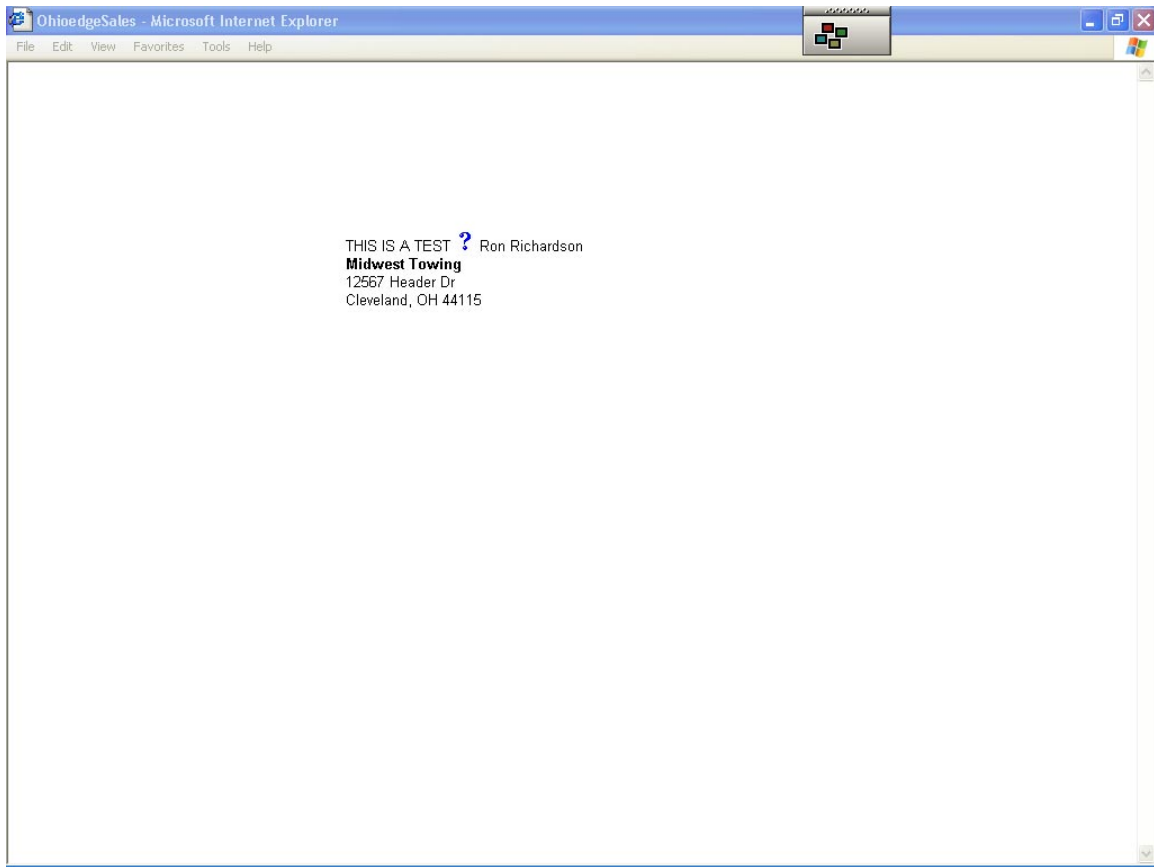 OhioedgeSales - Microsoft Internet Explorer
File Edit View Favorites Tools Help
THIS IS A TEST ? Ron Richardson
Midwest Towing
12567 Header Dr
Cleveland, OH 44115